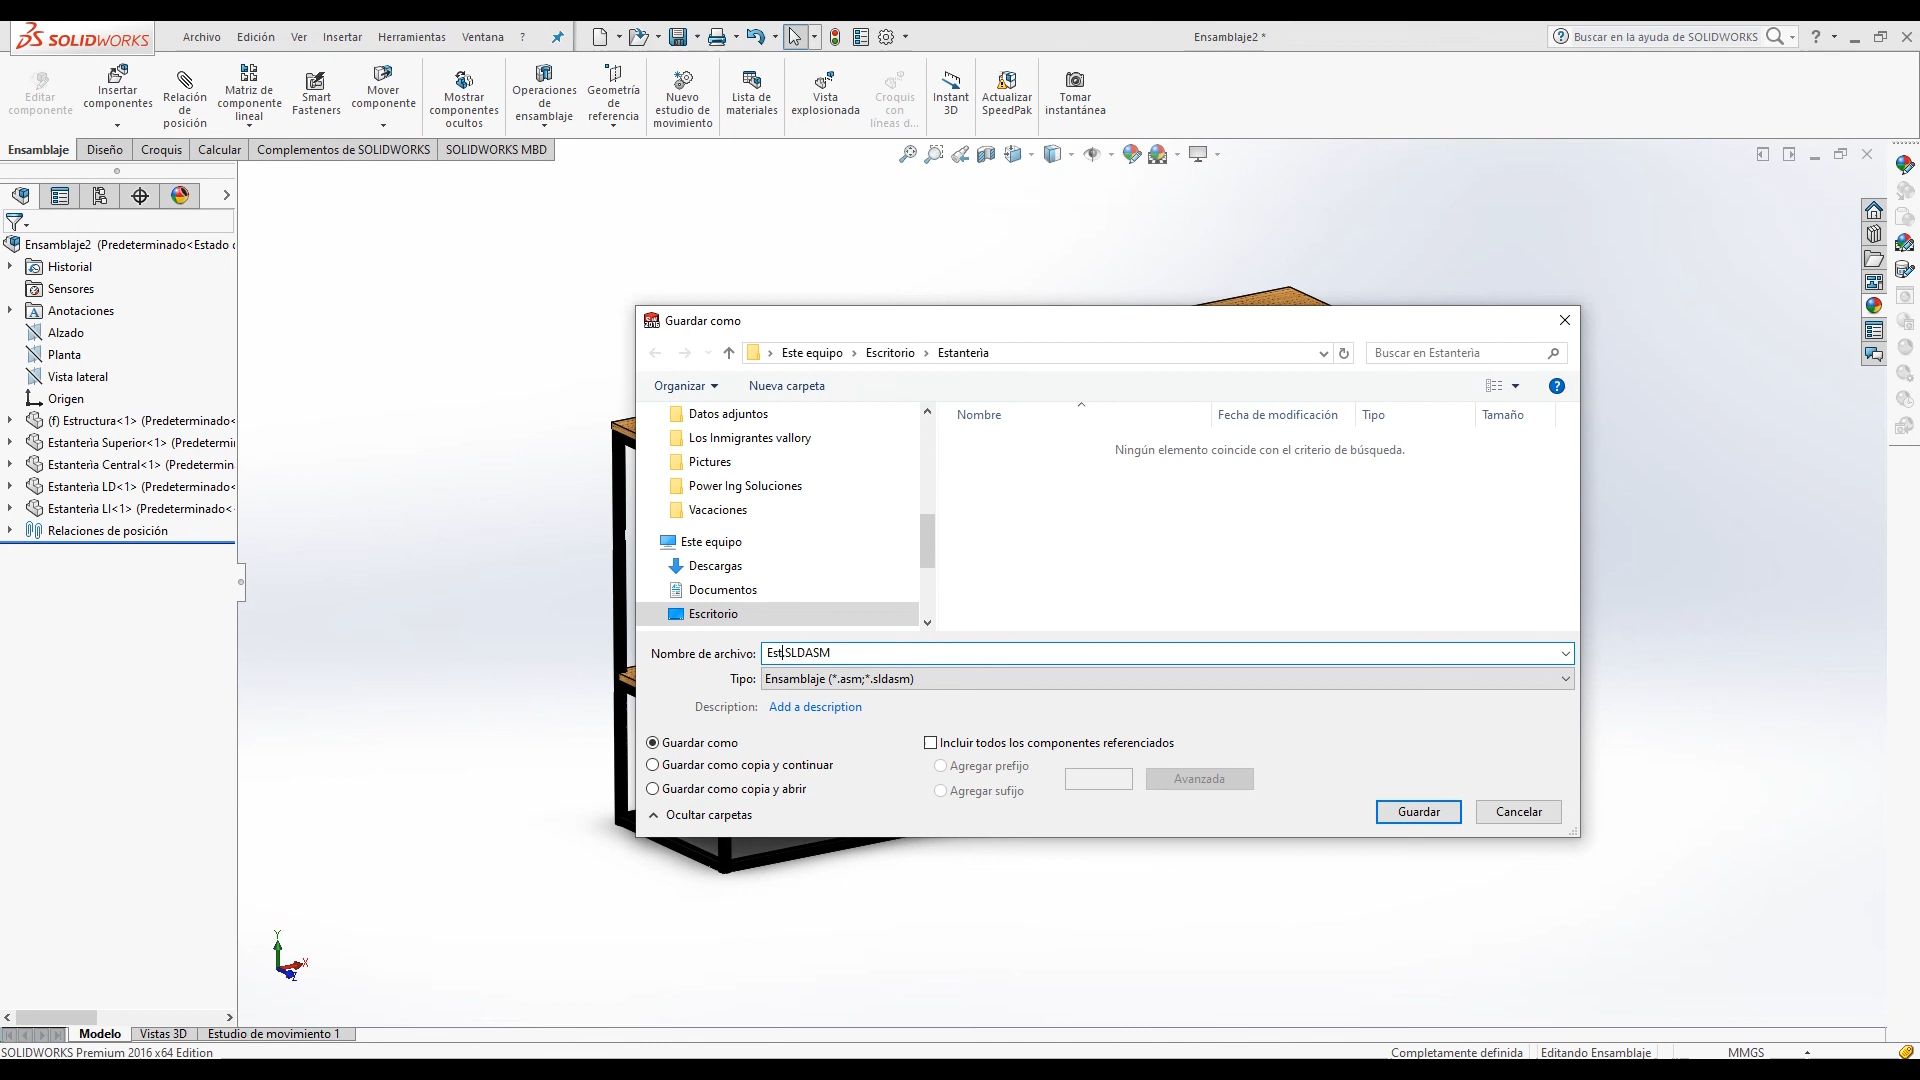 SOLIDWORKS
Archivo Edición Ver Insertar Herramientas Ventana ?
Ensamblaje2 *
Buscar en la ayuda de SOLIDWORKS
Editar componente
Insertar componentes
Relación de posición
Matriz de componente lineal
Smart Fasteners
Mover componente
Mostrar componentes ocultos
Operaciones de ensamblaje
Geometría de referencia
Nuevo estudio de movimiento
Lista de materiales
Vista explosionada
Croquis con líneas d...
Instant 3D
Actualizar SpeedPak
Tomar instantánea
Ensamblaje Diseño Croquis Calcular Complementos de SOLIDWORKS SOLIDWORKS MBD
Ensamblaje2 (Predeterminado<Estado
Historial
Sensores
Anotaciones
Alzado
Planta
Vista lateral
Origen
(f) Estructura<1> (Predeterminado<
Estanterìa Superior<1> (Predetermi
Estanterìa Central<1> (Predetermin
Estanterìa LD<1> (Predeterminado<
Estanterìa LI<1> (Predeterminado<
Relaciones de posición
Guardar como
Este equipo Escritorio Estanterìa
Buscar en Estanterìa
Organizar Nueva carpeta
Datos adjuntos
Los Inmigrantes vallory
Pictures
Power Ing Soluciones
Vacaciones
Este equipo
Descargas
Documentos
Escritorio
Nombre Fecha de modificación Tipo Tamaño
Ningún elemento coincide con el criterio de búsqueda.
Nombre de archivo: Est.SLDASM
Tipo: Ensamblaje (*.asm;*.sldasm)
Description: Add a description
Guardar como
Guardar como copia y continuar
Guardar como copia y abrir
Incluir todos los componentes referenciados
Agregar prefijo
Agregar sufijo
Avanzada
Ocultar carpetas
Guardar Cancelar
Y
X
Z
Modelo Vistas 3D Estudio de movimiento 1
SOLIDWORKS Premium 2016 x64 Edition
Completamente definida Editando Ensamblaje MMGS